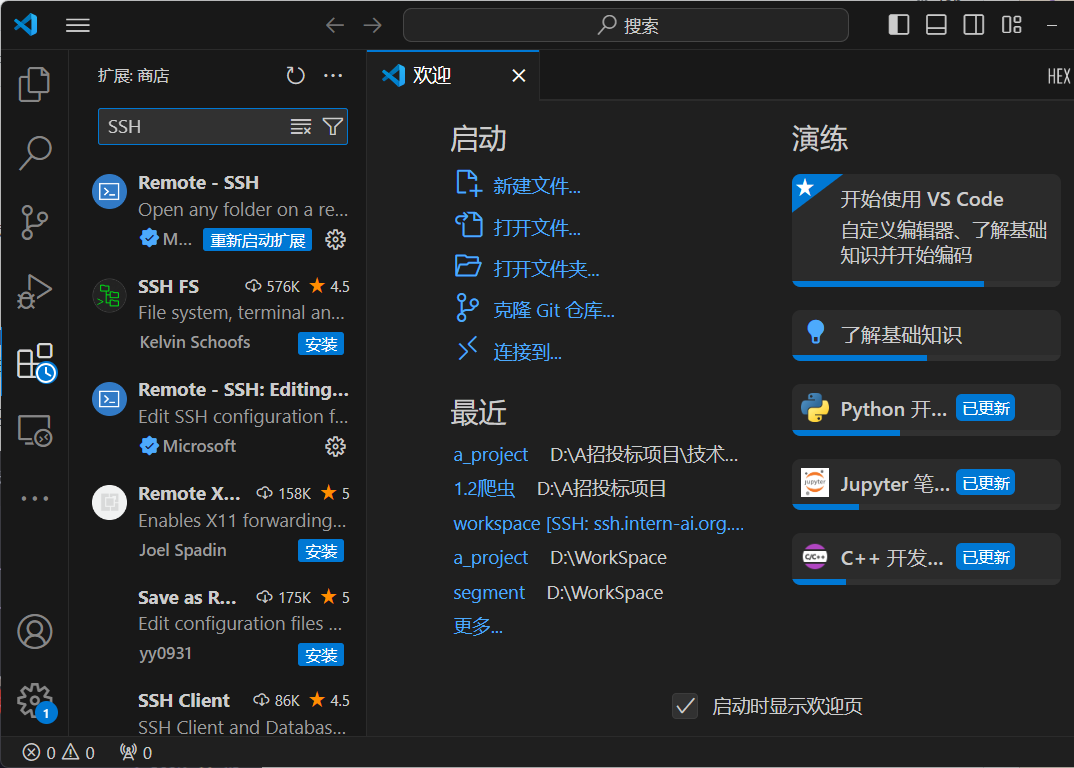 搜索
扩展: 商店
SSH
Remote - SSH
Open any folder on a re...
M... 重新启动扩展
SSH FS 576K 4.5
File system, terminal an...
Kelvin Schoofs 安装
Remote - SSH: Editing...
Edit SSH configuration f...
Microsoft
Remote X... 158K 5
Enables X11 forwarding...
Joel Spadin 安装
Save as R... 175K 5
Edit configuration files ...
yy0931 安装
SSH Client 86K 4.5
SSH Client and Databas...
欢迎
HEX
启动
新建文件...
打开文件...
打开文件夹...
克隆 Git 仓库...
连接到...
最近
a_project D:\A招投标项目\技术...
1.2爬虫 D:\A招投标项目
workspace [SSH: ssh.intern-ai.org....
a_project D:\WorkSpace
segment D:\WorkSpace
更多...
演练
开始使用 VS Code
自定义编辑器、了解基础
知识并开始编码
了解基础知识
Python 开... 已更新
jupyter
Jupyter 笔... 已更新
C/C++
C++ 开发... 已更新
启动时显示欢迎页
1
0 0 0